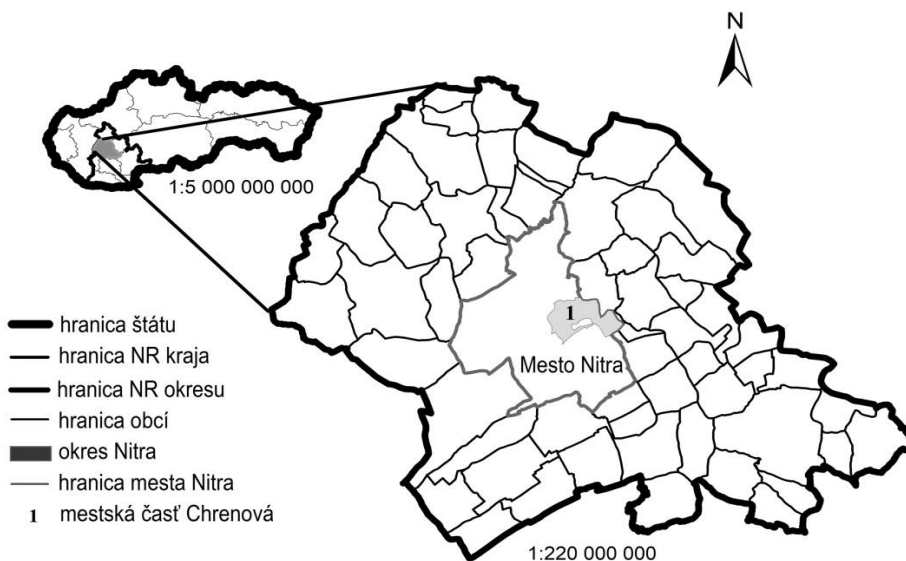 N
1:5 000 000 000
1
Mesto Nitra
hranica štátu
hranica NR kraja
hranica NR okresu
hranica obcí
okres Nitra
hranica mesta Nitra
1 mestská časť Chrenová
1:220 000 000